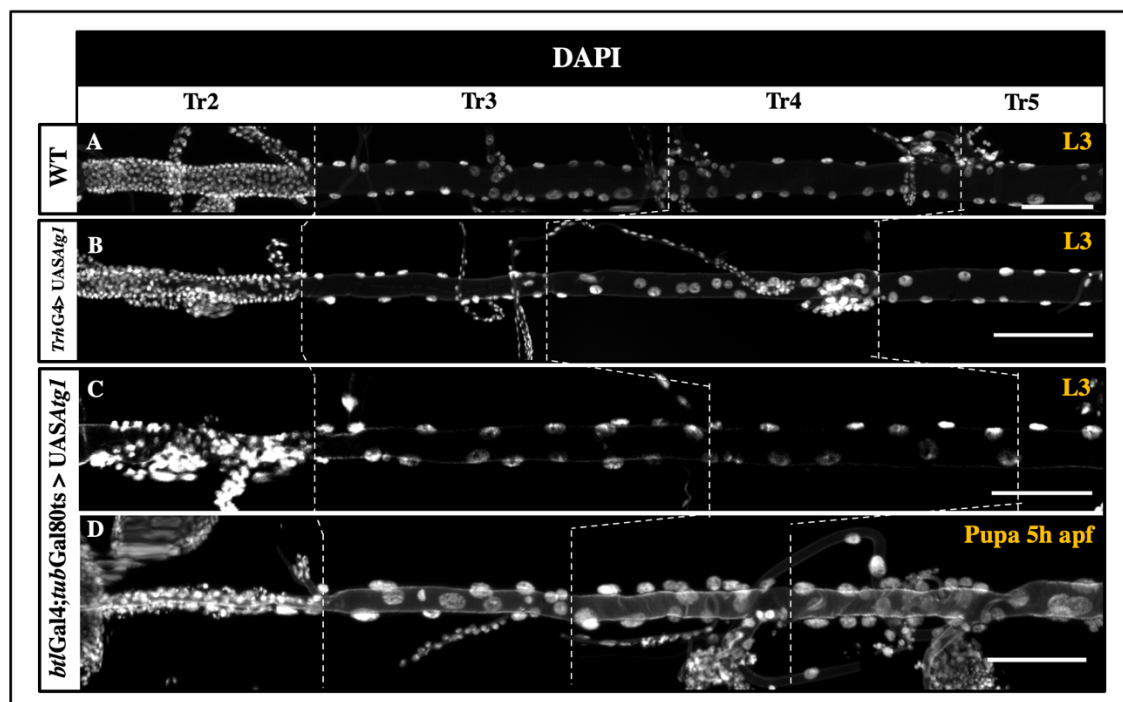 DAPI
Tr2 Tr3 Tr4 Tr5
WT
A
L3
TrhG4> UASAtg1
B
L3
btlGal4;tubGal80ts > UASAtg1
C
L3
D
Pupa 5h apf